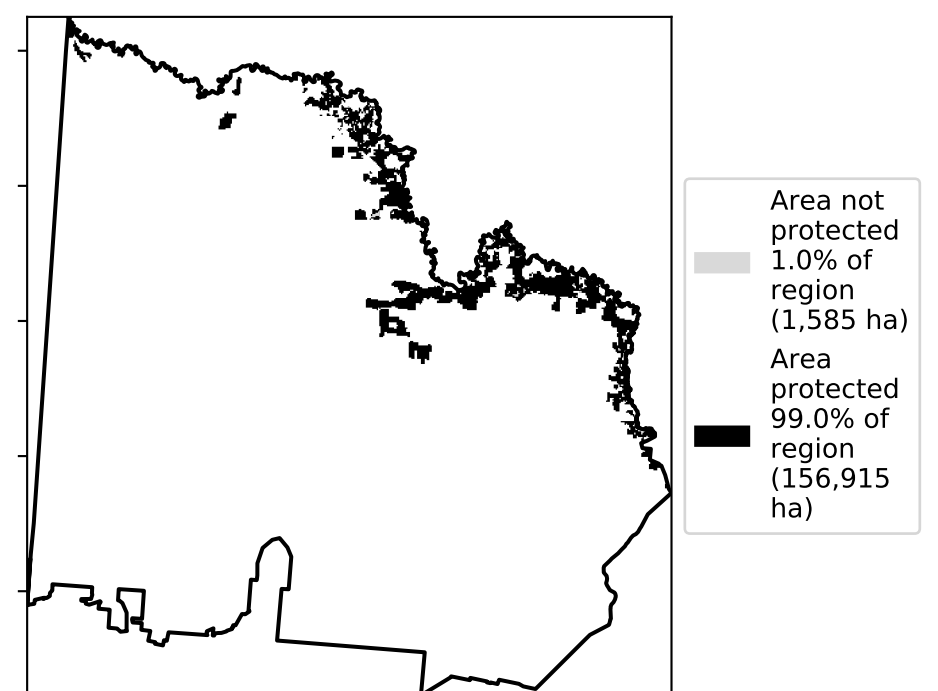 Area not
protected
1.0% of
region
(1,585 ha)
Area
protected
99.0% of
region
(156,915
ha)